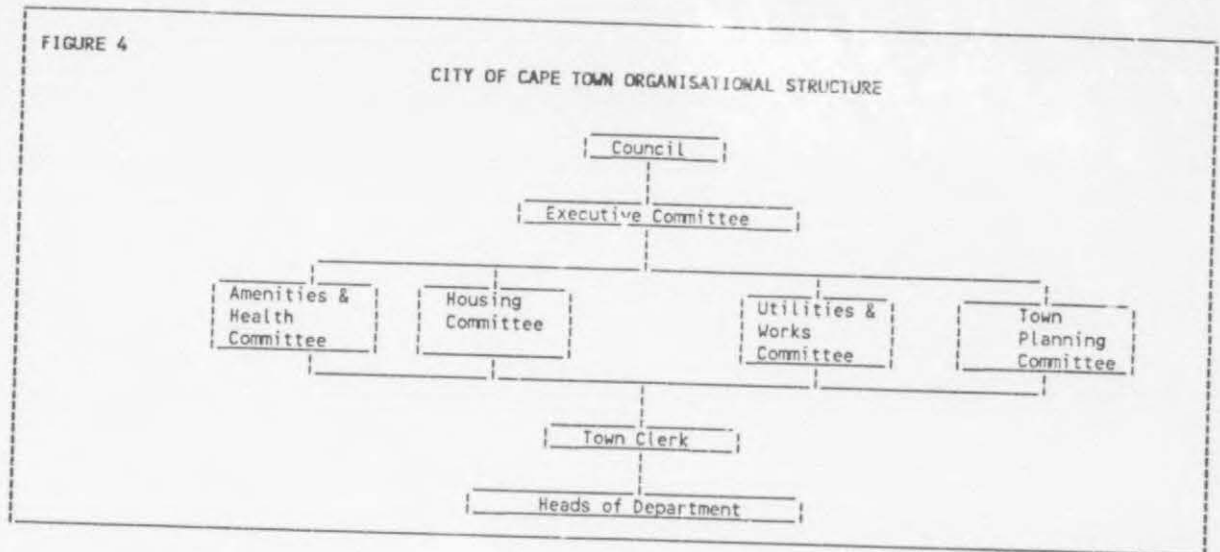 FIGURE 4
CITY OF CAPE TOWN ORGANISATIONAL STRUCTURE
Council
Executive Committee
Amenities &
Health
Committee
Housing
Committee
Utilities &
Works
Committee
Town
Planning
Committee
Town Clerk
Heads of Department